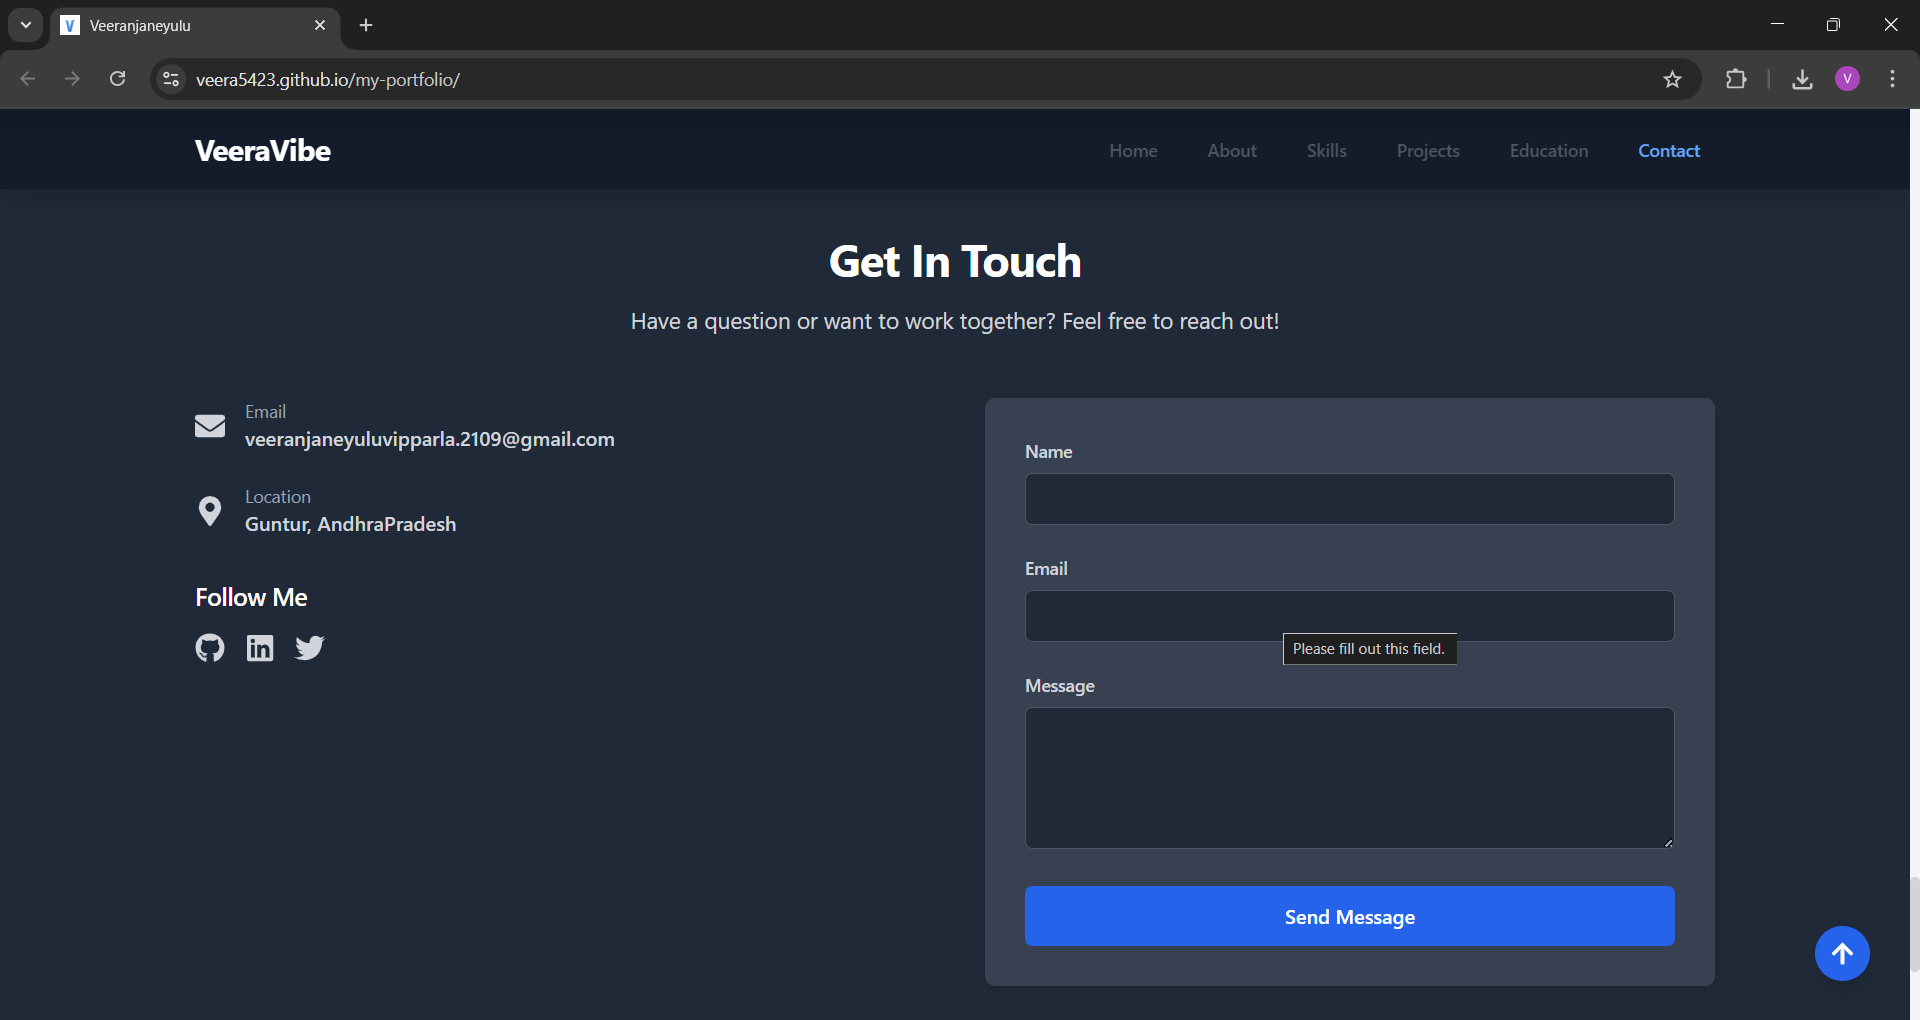 Veeranjaneyulu
veera5423.github.io/my-portfolio/
V
VeeraVibe
Home About Skills Projects Education Contact
Get In Touch
Have a question or want to work together? Feel free to reach out!
Email
veeranjaneyuluvipparla.2109@gmail.com
Location
Guntur, AndhraPradesh
Follow Me
Name
Email
Please fill out this field.
Message
Send Message